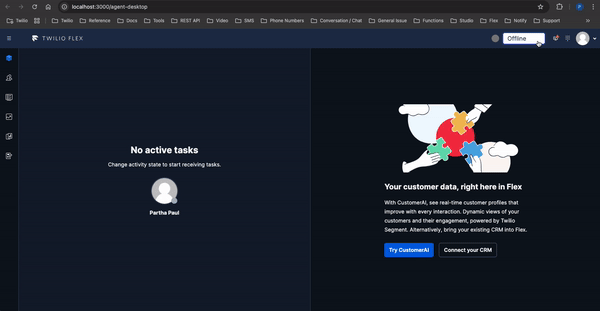 localhost:3000/agent-desktop
Twilio Twilio Reference Docs Tools REST API Video SMS Phone Numbers Conversation / Chat General Issue Functions Studio Flex Notify Support
TWILIO FLEX
Offline
No active tasks
Change activity state to start receiving tasks.
Partha Paul
Your customer data, right here in Flex
With CustomerAI, see real-time customer profiles that
improve with every interaction. Dynamic views of your
customers and their engagement, powered by Twilio
Segment. Alternatively, bring your existing CRM into Flex.
Try CustomerAI
Connect your CRM